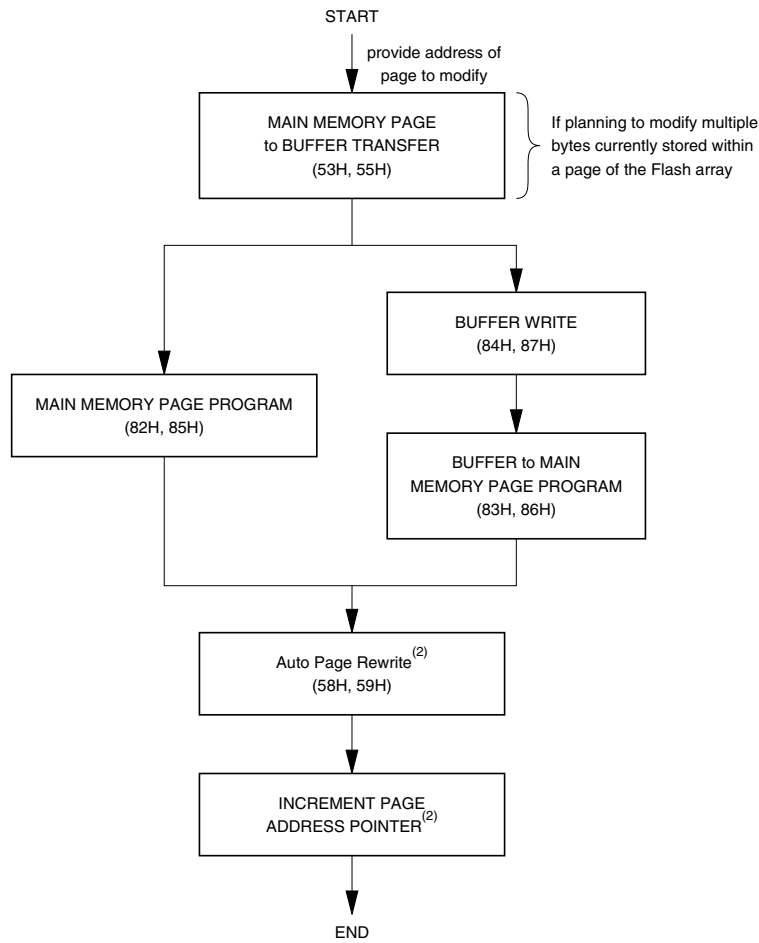 START
provide address of
page to modify
MAIN MEMORY PAGE
to BUFFER TRANSFER
(53H, 55H)
If planning to modify multiple
bytes currently stored within
a page of the Flash array
BUFFER WRITE
(84H, 87H)
MAIN MEMORY PAGE PROGRAM
(82H, 85H)
BUFFER to MAIN
MEMORY PAGE PROGRAM
(83H, 86H)
Auto Page Rewrite(2)
(58H, 59H)
INCREMENT PAGE
ADDRESS POINTER(2)
END